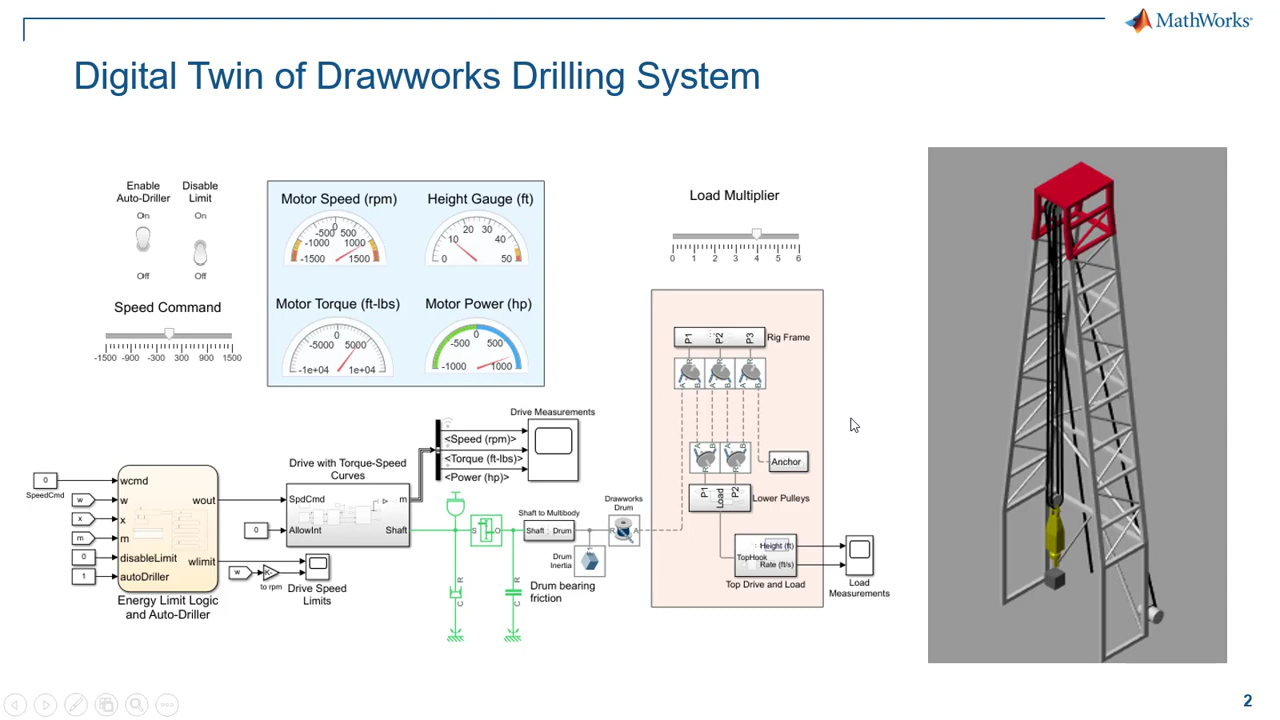 MathWorks®
Digital Twin of Drawworks Drilling System
Enable
Auto-Driller
Disable
Limit
On
On
Off
Off
Speed Command
-1500 -900 -300 300 900 1500
Motor Speed (rpm)
-1500 -1000 -500 0 500 1000 1500
Height Gauge (ft)
0 10 20 30 40 50
Motor Torque (ft-lbs)
-1e+04 -5000 0 5000 1e+04
Motor Power (hp)
-1000 -500 0 500 1000
Load Multiplier
0 1 2 3 4 5 6
P1 P2 P3
Rig Frame
R R R
A B A B A B
A B A B
R R
Anchor
P1 Load P2
Lower Pulleys
Height (ft)
TopHook
Rate (ft/s)
Top Drive and Load
Load
Measurements
Drive Measurements
<Speed (rpm)>
<Torque (ft-lbs)>
<Power (hp)>
0
SpeedCmd
w
x
m
0
1
wcmd
w
x
m
disableLimit
autoDriller
wout
wlimit
Energy Limit Logic
and Auto-Driller
w
K-
to rpm
Drive Speed
Limits
Drive with Torque-Speed
Curves
0
SpdCmd
AllowInt
m
Shaft
S O
R
C
R
C
Shaft to Multibody
Shaft Drum
Drum
Inertia
Drawworks
Drum
R A
Drum bearing
friction
2